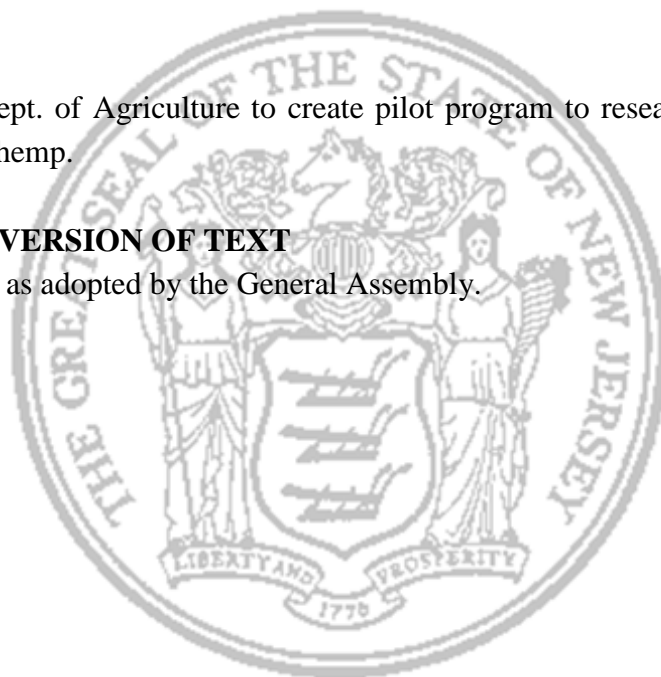 ept. of Agriculture to create pilot program to resea
hemp.
VERSION OF TEXT
as adopted by the General Assembly.
THE GREAT SEAL OF THE STATE OF NEW JERSEY
LIBERTY AND PROSPERITY
1776